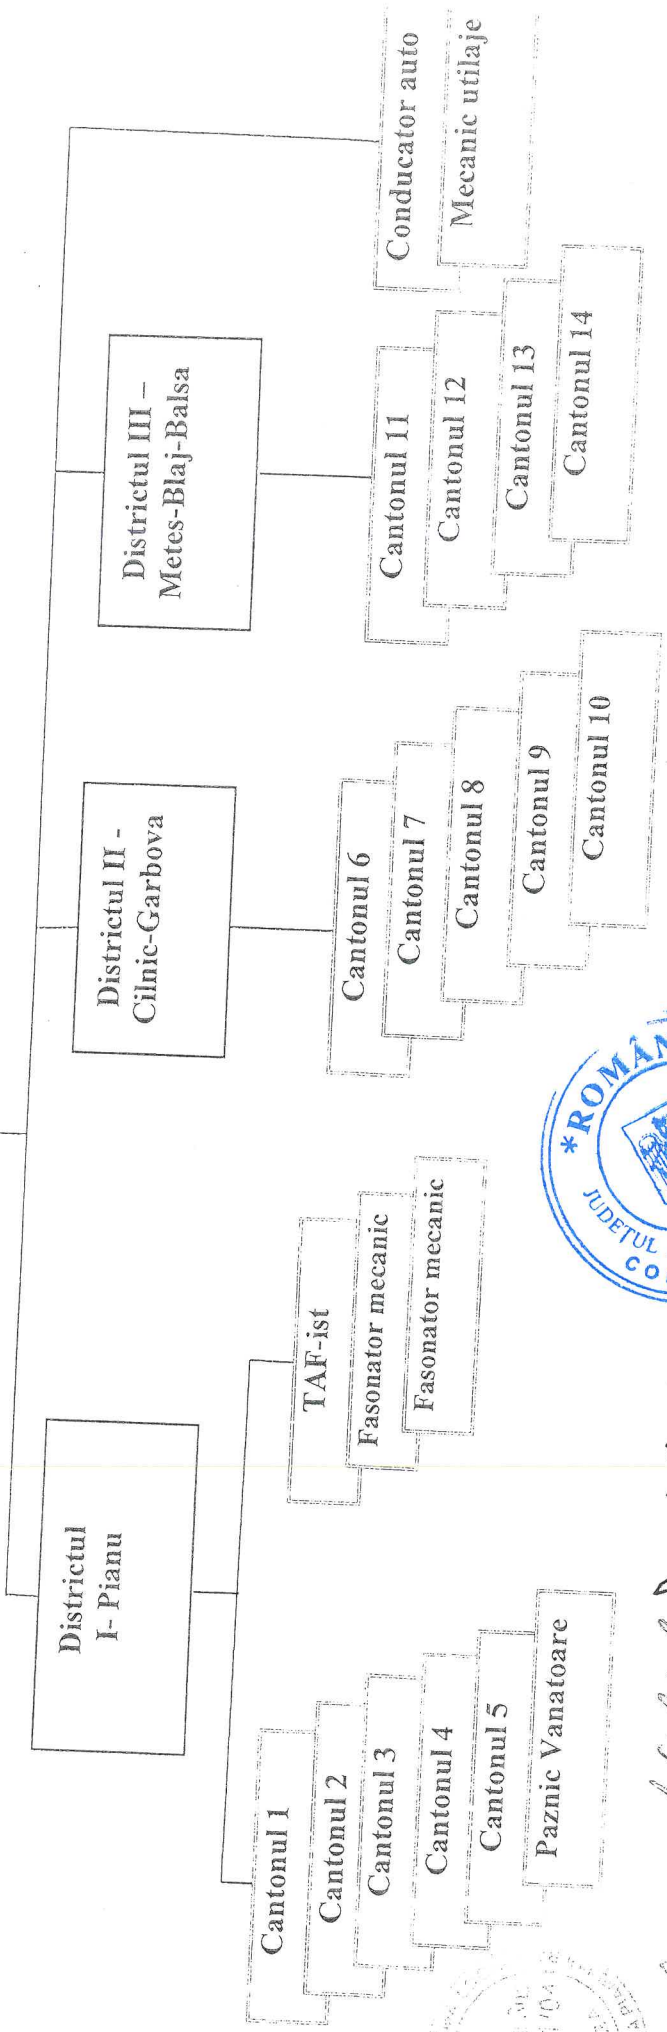 Districtul
I- Pianu
Districtul II -
Cilnic-Garbova
Districtul III –
Metes-Blaj-Balsa
Cantonul 1
Cantonul 2
Cantonul 3
Cantonul 4
Cantonul 5
Paznic Vanatoare
TAF-ist
Fasonator mecanic
Fasonator mecanic
Cantonul 6
Cantonul 7
Cantonul 8
Cantonul 9
Cantonul 10
Cantonul 11
Cantonul 12
Cantonul 13
Cantonul 14
Conducator auto
Mecanic utilaje
JUDEȚUL